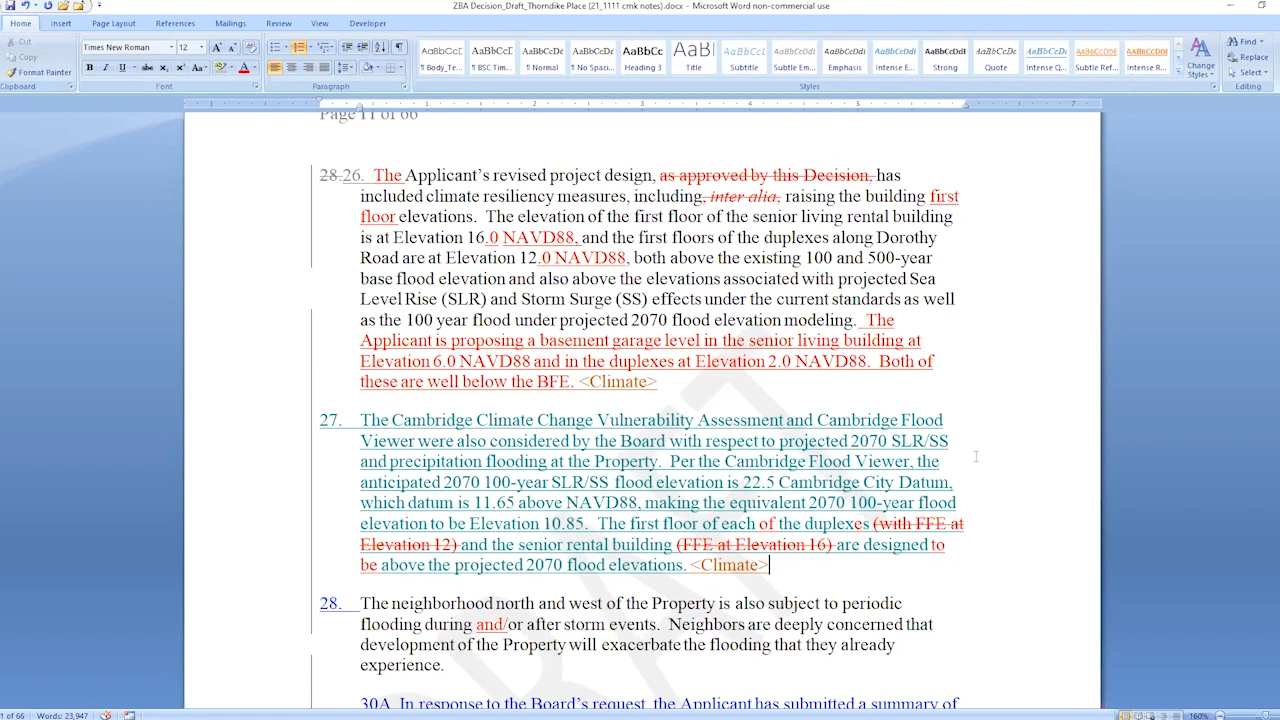 ZBA Decision_Draft_Thorndike Place (21_1111 cmk notes).docx - Microsoft Word non-commercial use
Home Insert Page Layout References Mailings Review View Developer
Cut
Copy
Format Painter
Clipboard
Times New Roman 12
Font
Paragraph
AaBbCcI AaBbCc AaBbCcDc AaBbCcDc AaBbCc AaB AaBbCcI AaBbCcDd AaBbCcDd AaBbCcDdI AaBbCcDc AaBbCcDc AaBbCcDd AaBbCcDc AaBbCcDc
¶ Body_Te... ¶ BSC Tim... ¶ Normal ¶ No Spaci... Heading 3 Title Subtitle Subtle Em... Emphasis Intense E... Strong Quote Intense Q... Subtle Ref... Intense R...
Change Styles
Styles
Find
Replace
Select
Editing
Page 11 of 66
28.26. The Applicant’s revised project design, as approved by this Decision, has
included climate resiliency measures, including, inter alia, raising the building first
floor elevations. The elevation of the first floor of the senior living rental building
is at Elevation 16.0 NAVD88, and the first floors of the duplexes along Dorothy
Road are at Elevation 12.0 NAVD88, both above the existing 100 and 500-year
base flood elevation and also above the elevations associated with projected Sea
Level Rise (SLR) and Storm Surge (SS) effects under the current standards as well
as the 100 year flood under projected 2070 flood elevation modeling. The
Applicant is proposing a basement garage level in the senior living building at
Elevation 6.0 NAVD88 and in the duplexes at Elevation 2.0 NAVD88. Both of
these are well below the BFE. <Climate>
27. The Cambridge Climate Change Vulnerability Assessment and Cambridge Flood
Viewer were also considered by the Board with respect to projected 2070 SLR/SS
and precipitation flooding at the Property. Per the Cambridge Flood Viewer, the
anticipated 2070 100-year SLR/SS flood elevation is 22.5 Cambridge City Datum,
which datum is 11.65 above NAVD88, making the equivalent 2070 100-year flood
elevation to be Elevation 10.85. The first floor of each of the duplexes (with FFE at
Elevation 12) and the senior rental building (FFE at Elevation 16) are designed to
be above the projected 2070 flood elevations. <Climate>
28. The neighborhood north and west of the Property is also subject to periodic
flooding during and/or after storm events. Neighbors are deeply concerned that
development of the Property will exacerbate the flooding that they already
experience.
30A. In response to the Board’s request, the Applicant has submitted a summary of
1 of 66 Words: 23,947 160%